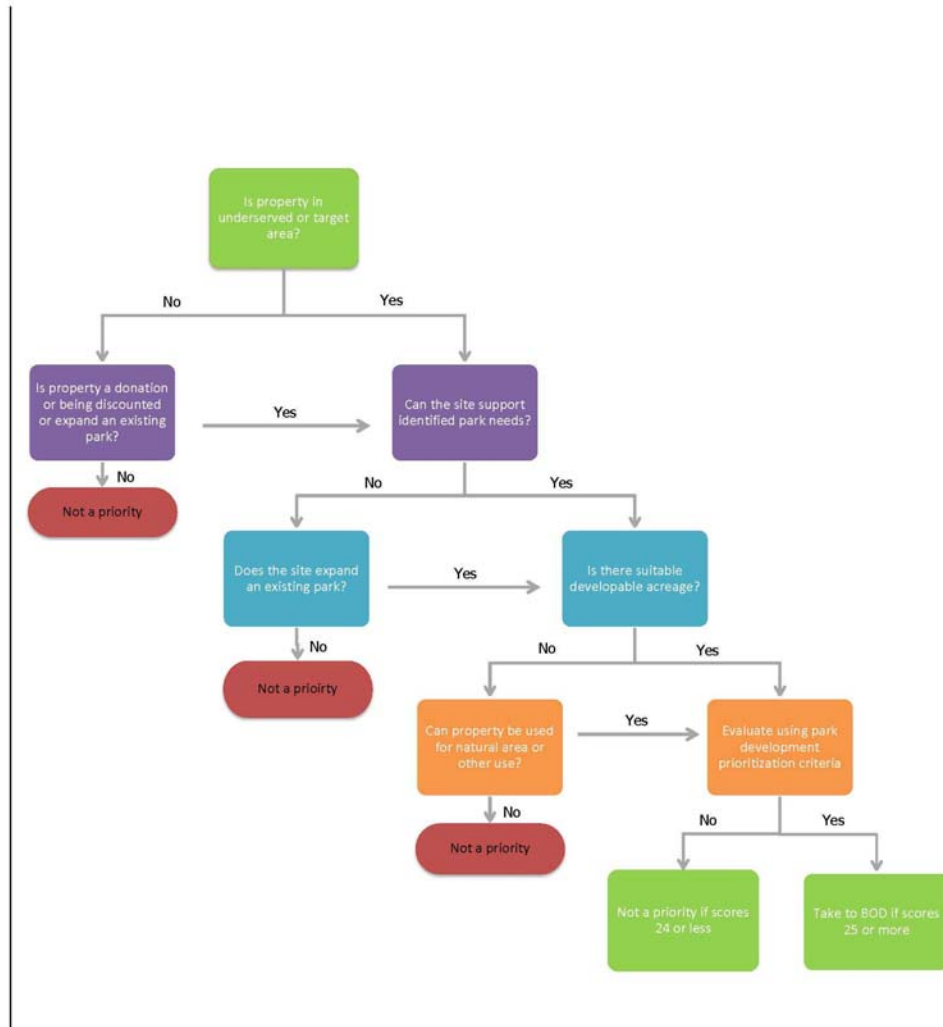 Is property in
underserved or target
area?
No
Yes
Is property a donation
or being discounted
or expand an existing
park?
Yes
Can the site support
identified park needs?
No
Not a priority
No
Yes
Does the site expand
an existing park?
Yes
Is there suitable
developable acreage?
No
Not a prioirty
No
Yes
Can property be used
for natural area or
other use?
Yes
Evaluate using park
development
prioritization criteria
No
Not a priority
No
Yes
Not a priority if scores
24 or less
Take to BOD if scores
25 or more